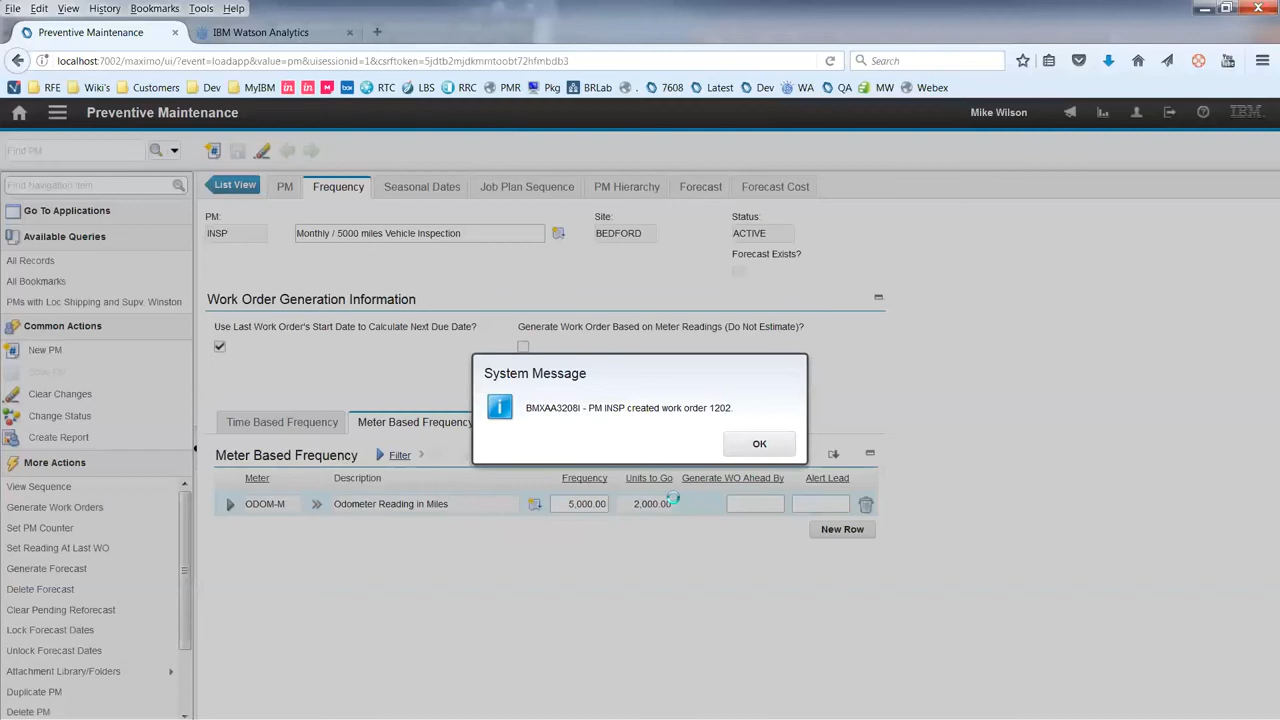 File Edit View History Bookmarks Tools Help
Preventive Maintenance × IBM Watson Analytics × +
localhost:7002/maximo/ui/?event=loadapp&value=pm&uisessionid=1&csrftoken=5jdtb2mjdkmmtoobt72hfmbdb3 Search
RFE Wiki's Customers Dev MyIBM RTC LBS RRC PMR Pkg BRLab . 7608 Latest Dev WA QA MW Webex
Preventive Maintenance Mike Wilson IBM
Find PM
Find Navigation Item
Go To Applications
Available Queries
All Records
All Bookmarks
PMs with Loc Shipping and Supv. Winston
Common Actions
New PM
Clear Changes
Change Status
Create Report
More Actions
View Sequence
Generate Work Orders
Set PM Counter
Set Reading At Last WO
Generate Forecast
Delete Forecast
Clear Pending Reforecast
Lock Forecast Dates
Unlock Forecast Dates
Attachment Library/Folders
Duplicate PM
Delete PM
List View PM Frequency Seasonal Dates Job Plan Sequence PM Hierarchy Forecast Forecast Cost
PM: Site: Status:
INSP Monthly / 5000 miles Vehicle Inspection BEDFORD ACTIVE
Forecast Exists?
Work Order Generation Information
Use Last Work Order's Start Date to Calculate Next Due Date? Generate Work Order Based on Meter Readings (Do Not Estimate)?
System Message
BMXAA3208I - PM INSP created work order 1202.
OK
Time Based Frequency Meter Based Frequency
Meter Based Frequency Filter
Meter Description Frequency Units to Go Generate WO Ahead By Alert Lead
ODOM-M Odometer Reading in Miles 5,000.00 2,000.00
New Row